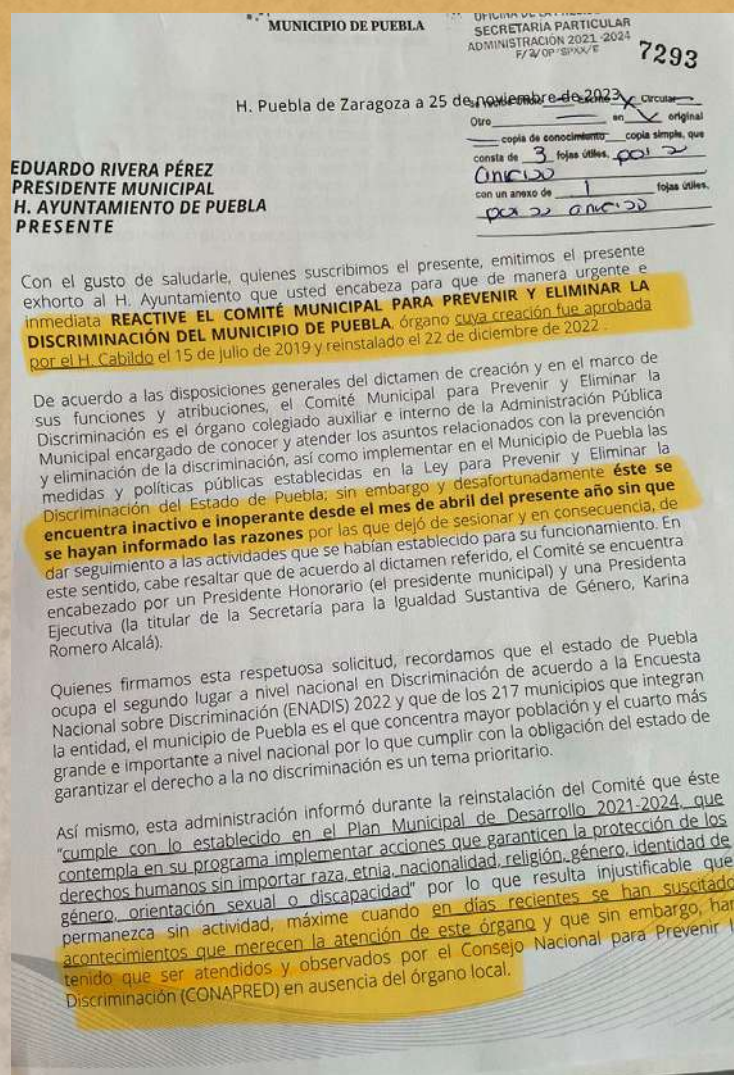 MUNICIPIO DE PUEBLA
SECRETARIA PARTICULAR
ADMINISTRACIÓN 2021-2024
7293
H. Puebla de Zaragoza a 25 de noviembre de 2023
Circular
Otro en original
copia de conocimiento copia simple, que
consta de 3 fojas útiles,
con un anexo de 1 fojas útiles,
EDUARDO RIVERA PÉREZ
PRESIDENTE MUNICIPAL
H. AYUNTAMIENTO DE PUEBLA
PRESENTE
Con el gusto de saludarle, quienes suscribimos el presente, emitimos el presente
exhorto al H. Ayuntamiento que usted encabeza para que de manera urgente e
inmediata REACTIVE EL COMITÉ MUNICIPAL PARA PREVENIR Y ELIMINAR LA
DISCRIMINACIÓN DEL MUNICIPIO DE PUEBLA, órgano cuya creación fue aprobada
por el H. Cabildo el 15 de julio de 2019 y reinstalado el 22 de diciembre de 2022 .
De acuerdo a las disposiciones generales del dictamen de creación y en el marco de
sus funciones y atribuciones, el Comité Municipal para Prevenir y Eliminar la
Discriminación es el órgano colegiado auxiliar e interno de la Administración Pública
Municipal encargado de conocer y atender los asuntos relacionados con la prevención
y eliminación de la discriminación, así como implementar en el Municipio de Puebla las
medidas y políticas públicas establecidas en la Ley para Prevenir y Eliminar la
Discriminación del Estado de Puebla; sin embargo y desafortunadamente éste se
encuentra inactivo e inoperante desde el mes de abril del presente año sin que
se hayan informado las razones por las que dejó de sesionar y en consecuencia, de
dar seguimiento a las actividades que se habían establecido para su funcionamiento. En
este sentido, cabe resaltar que de acuerdo al dictamen referido, el Comité se encuentra
encabezado por un Presidente Honorario (el presidente municipal) y una Presidenta
Ejecutiva (la titular de la Secretaría para la Igualdad Sustantiva de Género, Karina
Romero Alcalá).
Quienes firmamos esta respetuosa solicitud, recordamos que el estado de Puebla
ocupa el segundo lugar a nivel nacional en Discriminación de acuerdo a la Encuesta
Nacional sobre Discriminación (ENADIS) 2022 y que de los 217 municipios que integran
la entidad, el municipio de Puebla es el que concentra mayor población y el cuarto más
grande e importante a nivel nacional por lo que cumplir con la obligación del estado de
garantizar el derecho a la no discriminación es un tema prioritario.
Así mismo, esta administración informó durante la reinstalación del Comité que éste
"cumple con lo establecido en el Plan Municipal de Desarrollo 2021-2024, que
contempla en su programa implementar acciones que garanticen la protección de los
derechos humanos sin importar raza, etnia, nacionalidad, religión, género, identidad de
género, orientación sexual o discapacidad" por lo que resulta injustificable que
permanezca sin actividad, máxime cuando en días recientes se han suscitado
acontecimientos que merecen la atención de este órgano y que sin embargo, han
tenido que ser atendidos y observados por el Consejo Nacional para Prevenir l
Discriminación (CONAPRED) en ausencia del órgano local.